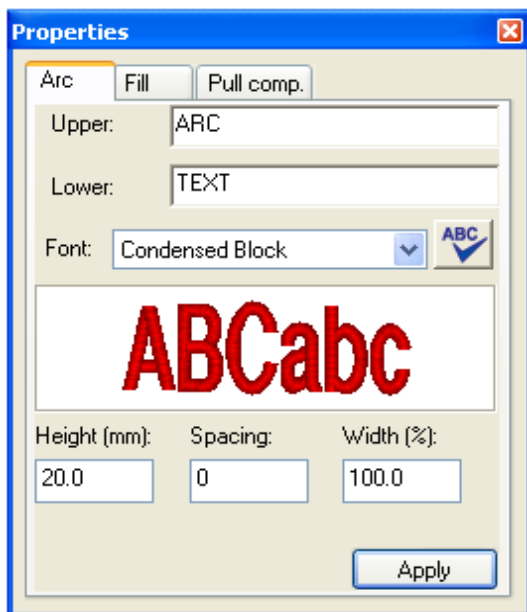 Properties
Arc Fill Pull comp.
Upper: ARC
Lower: TEXT
Font: Condensed Block ABC
ABCabc
Height (mm): Spacing: Width (%):
20.0 0 100.0
Apply